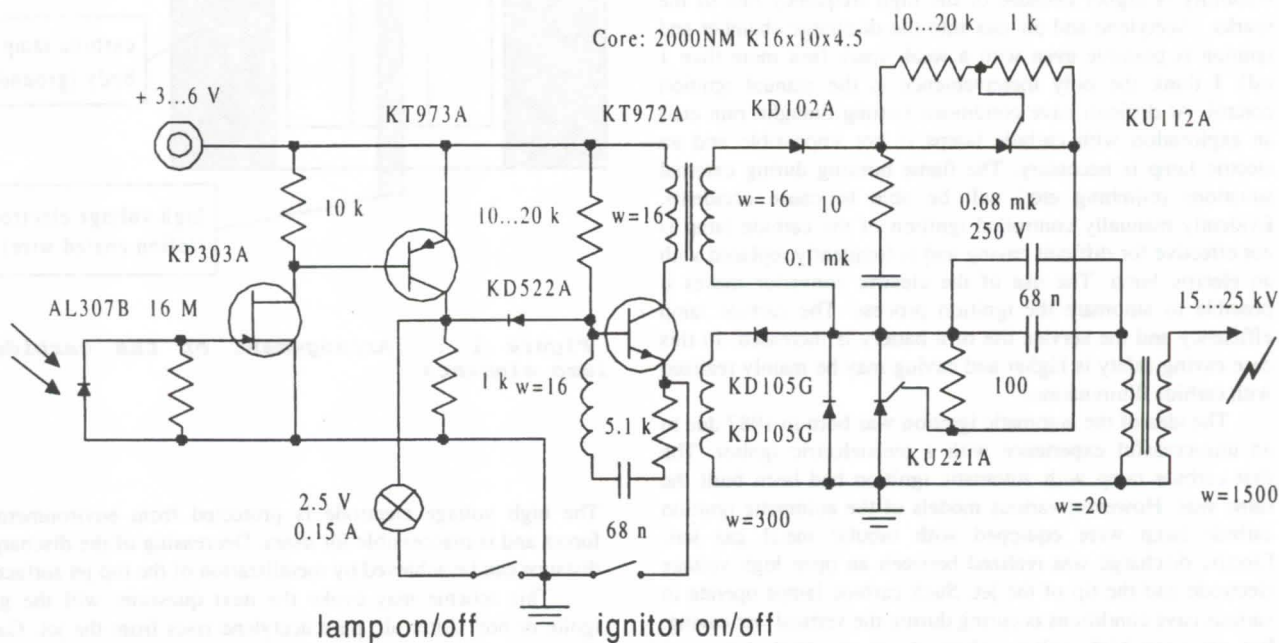 10...20 k
1 k
Core: 2000NM K16x10x4.5
+ 3...6 V
KT973A
KT972A
KD102A
KU112A
10 k
10...20 k
w=16
w=16
10
0.68 mk
250 V
KP303A
0.1 mk
KD522A
68 n
15...25 kV
AL307B
16 M
1 k
w=16
KD105G
100
5.1 k
KD105G
KU221A
2.5 V
0.15 A
68 n
w=300
w=20
w=1500
lamp on/off
ignitor on/off